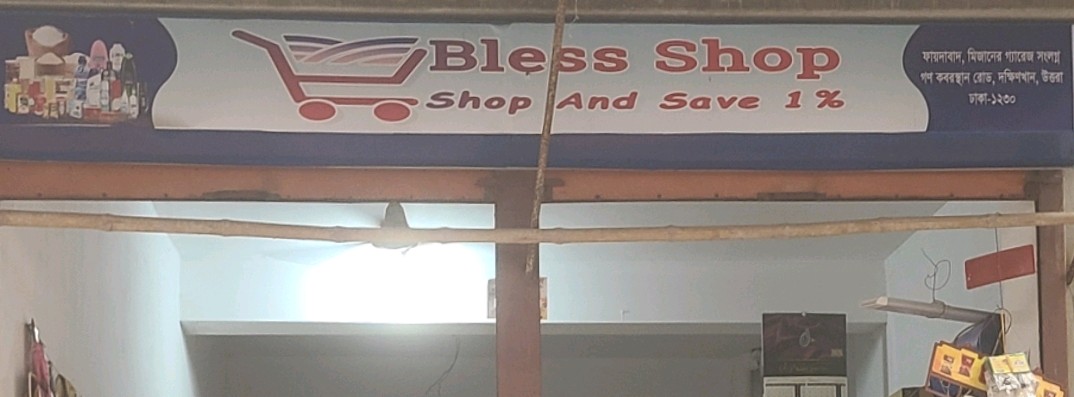 Bless Shop
Shop And Save 1%
ফায়দাবাদ, মিজানের গ্যারেজ সংলগ্ন
গণ কবরস্থান রোড, দক্ষিণখান, উত্তরা
ঢাকা-১২৩০